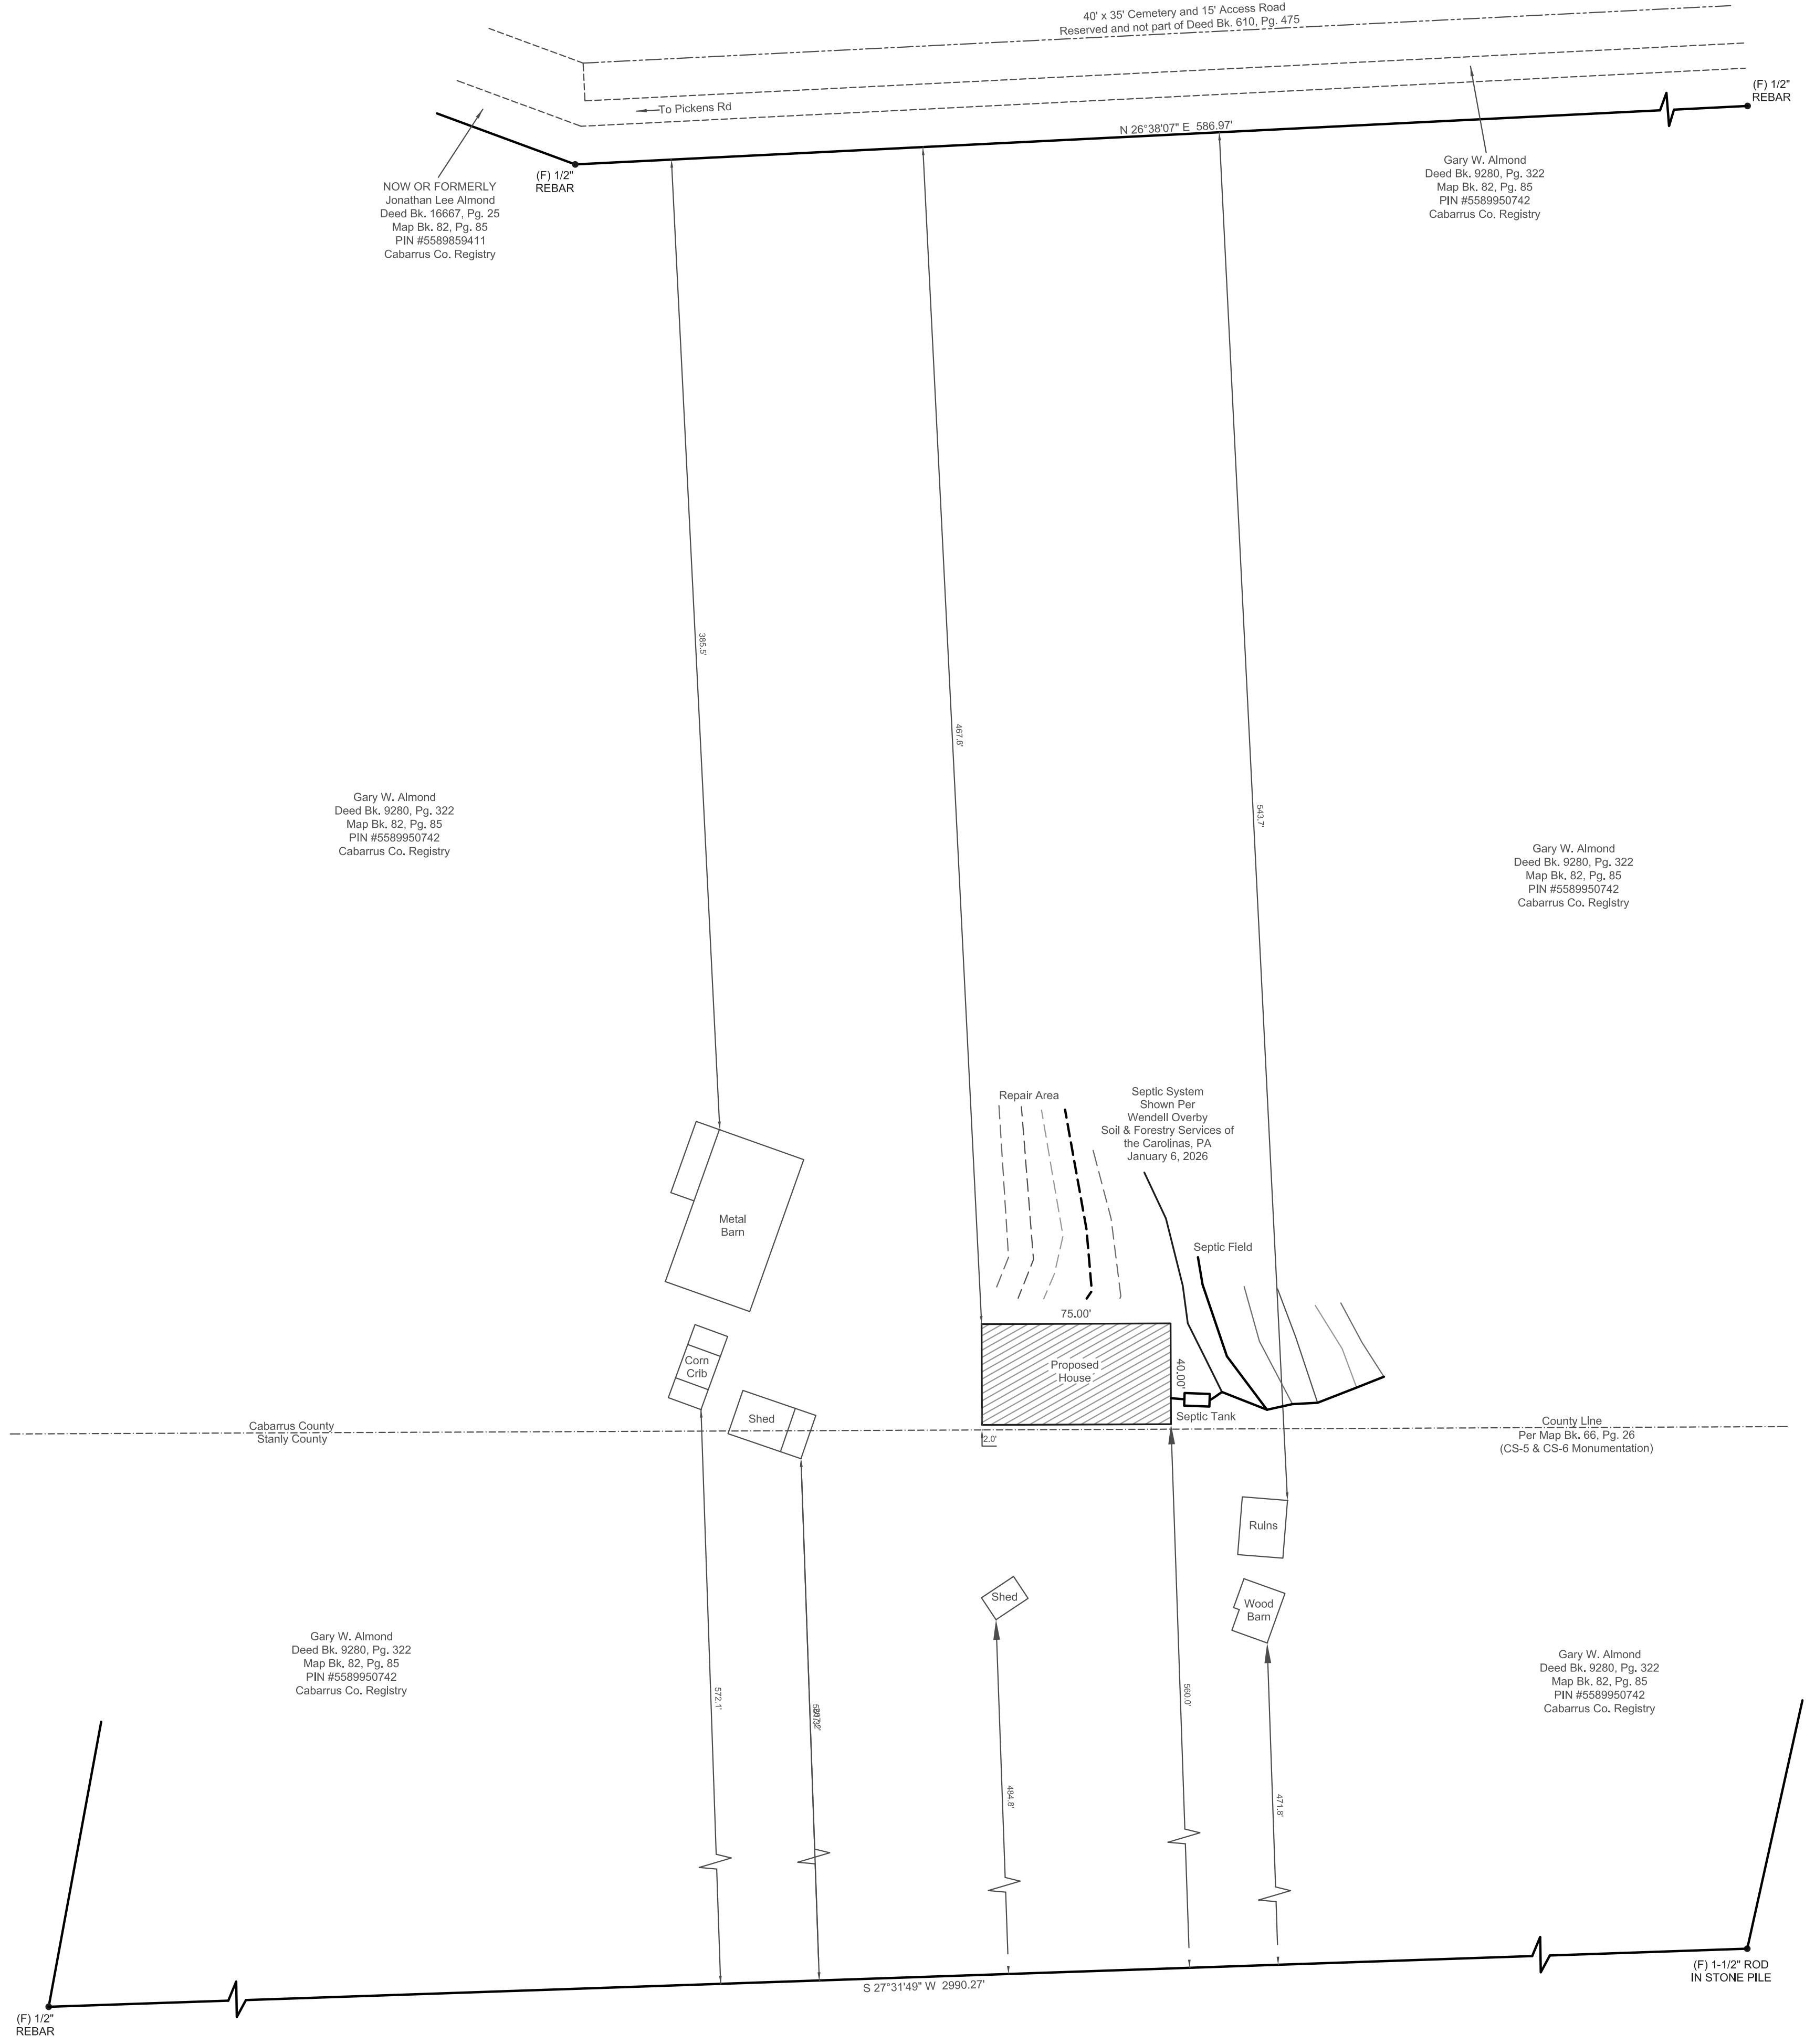 40' x 35' Cemetery and 15' Access Road
Reserved and not part of Deed Bk. 610, Pg. 475
To Pickens Rd
N 26°38'07" E 586.97'
(F) 1/2"
REBAR
(F) 1/2"
REBAR
NOW OR FORMERLY
Jonathan Lee Almond
Deed Bk. 16667, Pg. 25
Map Bk. 82, Pg. 85
PIN #5589859411
Cabarrus Co. Registry
Gary W. Almond
Deed Bk. 9280, Pg. 322
Map Bk. 82, Pg. 85
PIN #5589950742
Cabarrus Co. Registry
385.5'
467.8'
543.7'
Gary W. Almond
Deed Bk. 9280, Pg. 322
Map Bk. 82, Pg. 85
PIN #5589950742
Cabarrus Co. Registry
Gary W. Almond
Deed Bk. 9280, Pg. 322
Map Bk. 82, Pg. 85
PIN #5589950742
Cabarrus Co. Registry
Repair Area
Septic System
Shown Per
Wendell Overby
Soil & Forestry Services of
the Carolinas, PA
January 6, 2026
Metal
Barn
Septic Field
75.00'
Proposed
House
40.00'
Corn
Crib
Shed
Septic Tank
Cabarrus County
Stanly County
2.0'
County Line
Per Map Bk. 66, Pg. 26
(CS-5 & CS-6 Monumentation)
Ruins
Shed
Wood
Barn
Gary W. Almond
Deed Bk. 9280, Pg. 322
Map Bk. 82, Pg. 85
PIN #5589950742
Cabarrus Co. Registry
Gary W. Almond
Deed Bk. 9280, Pg. 322
Map Bk. 82, Pg. 85
PIN #5589950742
Cabarrus Co. Registry
572.1'
560.0'
484.8'
471.8'
S 27°31'49" W 2990.27'
(F) 1/2"
REBAR
(F) 1-1/2" ROD
IN STONE PILE